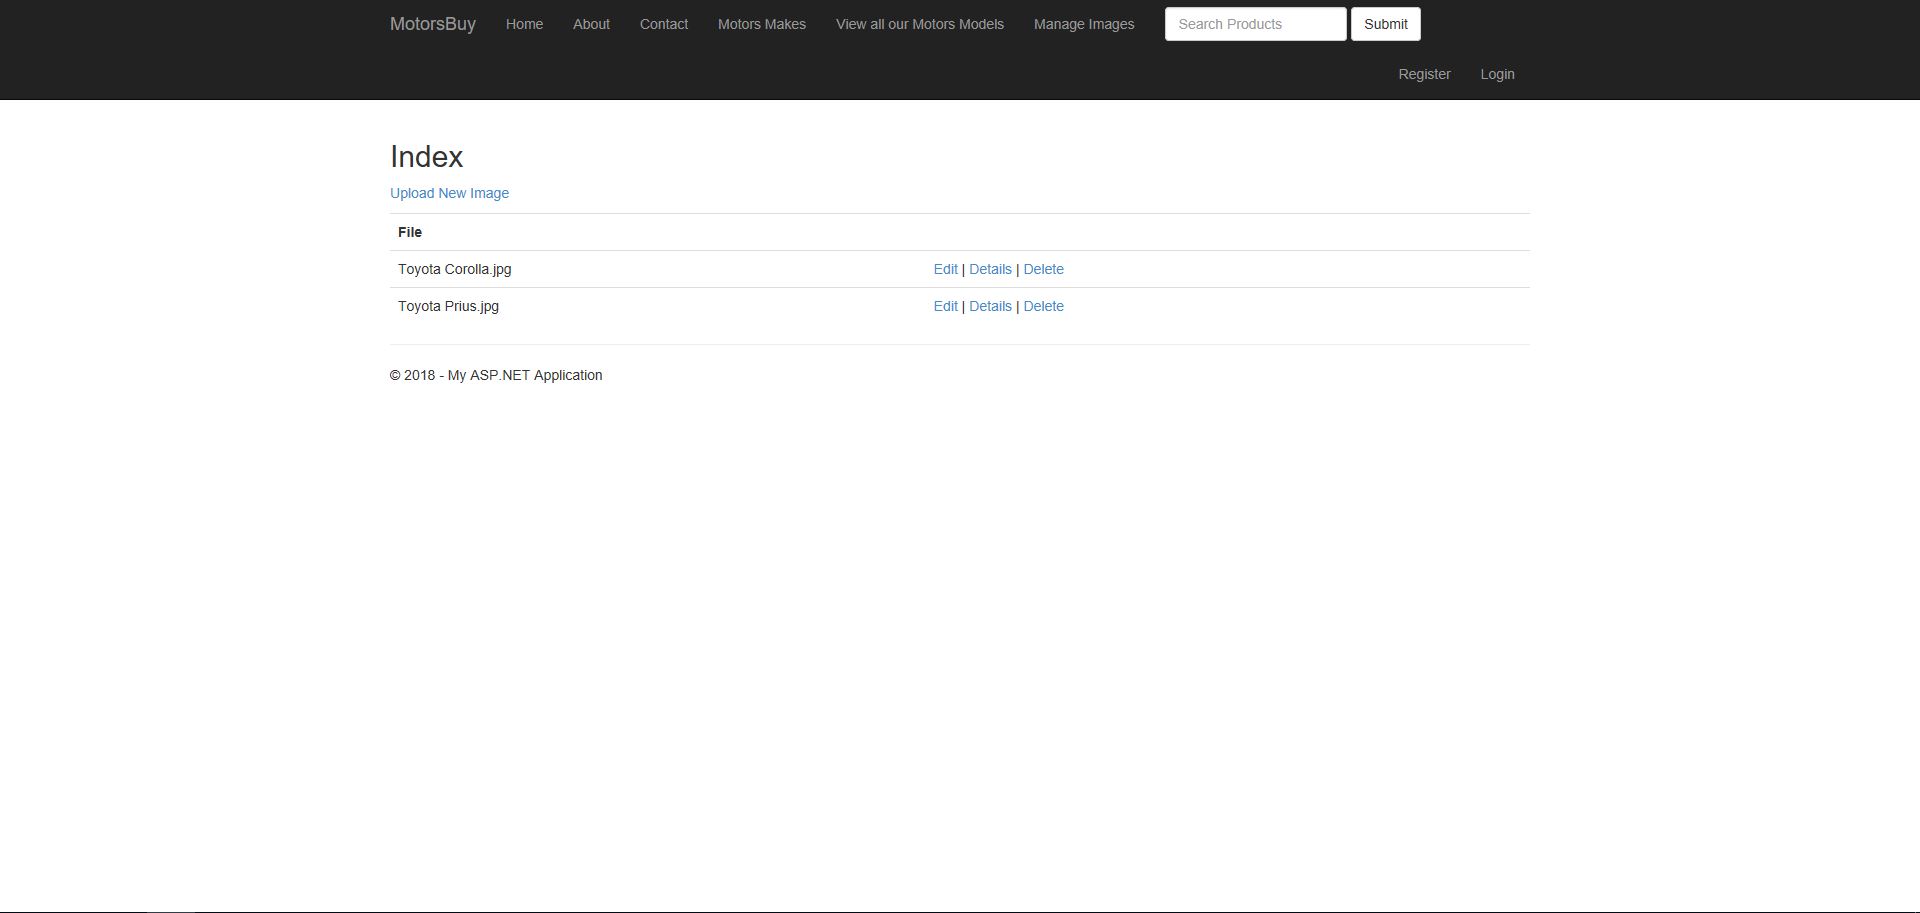 MotorsBuy Home About Contact Motors Makes View all our Motors Models Manage Images Search Products Submit
Register Login
Index
Upload New Image
File
Toyota Corolla.jpg Edit | Details | Delete
Toyota Prius.jpg Edit | Details | Delete
© 2018 - My ASP.NET Application